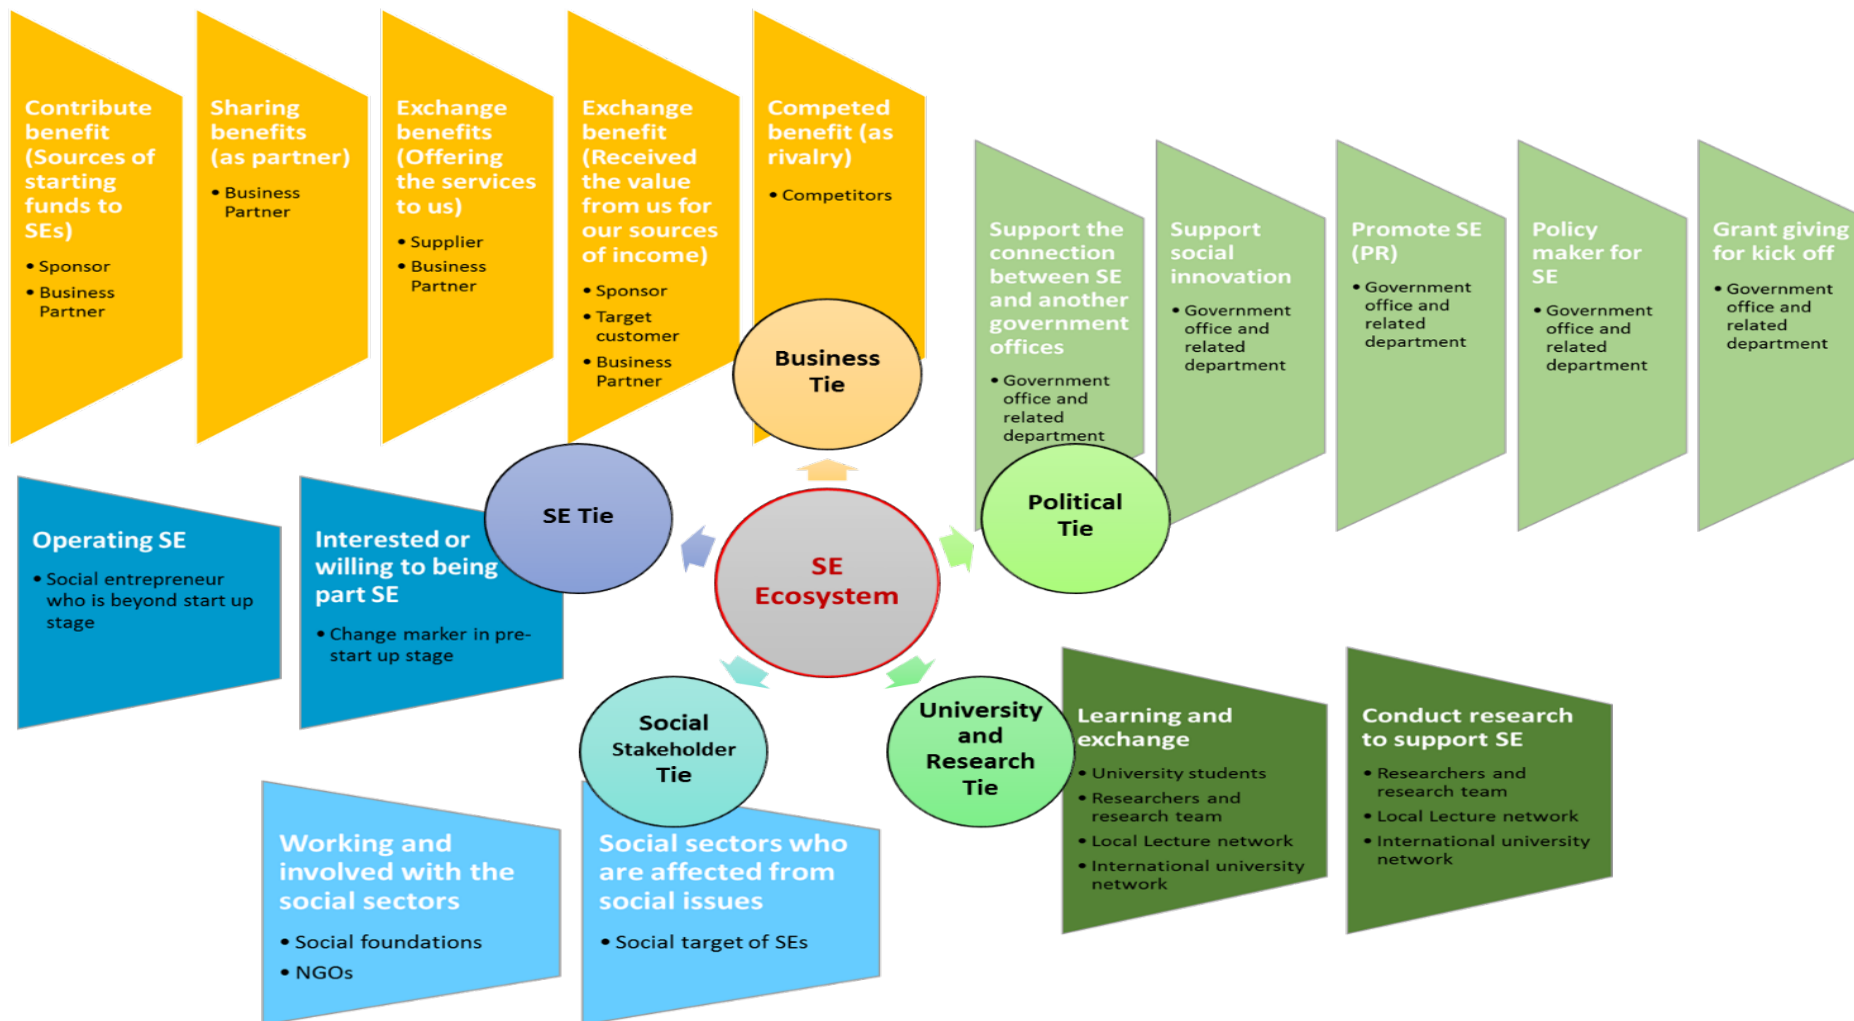 Contribute
benefit
(Sources of
starting
funds to
SEs)
• Sponsor
• Business
Partner
Sharing
benefits
(as partner)
• Business
Partner
Exchange
benefits
(Offering
the services
to us)
• Supplier
• Business
Partner
Exchange
benefit
(Received
the value
from us for
our sources
of income)
• Sponsor
• Target
customer
• Business
Partner
Competed
benefit (as
rivalry)
• Competitors
Business
Tie
Support the
connection
between SE
and another
government
offices
• Government
office and
related
department
Support
social
innovation
• Government
office and
related
department
Promote SE
(PR)
• Government
office and
related
department
Policy
maker for
SE
• Government
office and
related
department
Grant giving
for kick off
• Government
office and
related
department
Political
Tie
Operating SE
• Social entrepreneur
who is beyond start up
stage
Interested or
willing to being
part SE
• Change marker in pre-
start up stage
SE Tie
SE
Ecosystem
Social
Stakeholder
Tie
Working and
involved with the
social sectors
• Social foundations
• NGOs
Social sectors who
are affected from
social issues
• Social target of SEs
University
and
Research
Tie
Learning and
exchange
• University students
• Researchers and
research team
• Local Lecture network
• International university
network
Conduct research
to support SE
• Researchers and
research team
• Local Lecture network
• International university
network